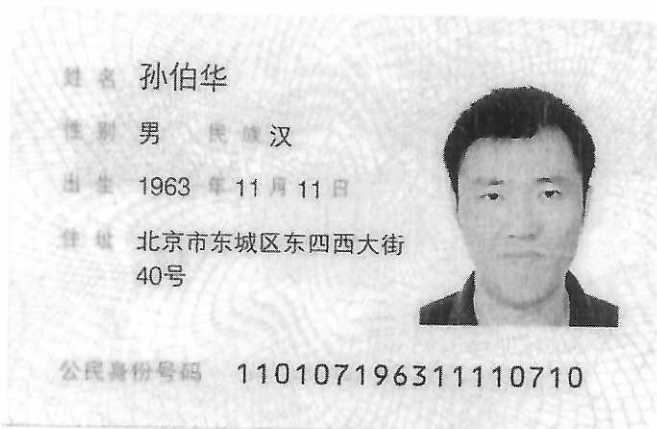 姓名 孙伯华
性别 男 民族 汉
出生 1963 年 11 月 11 日
住址 北京市东城区东四西大街
40号
公民身份号码 110107196311110710